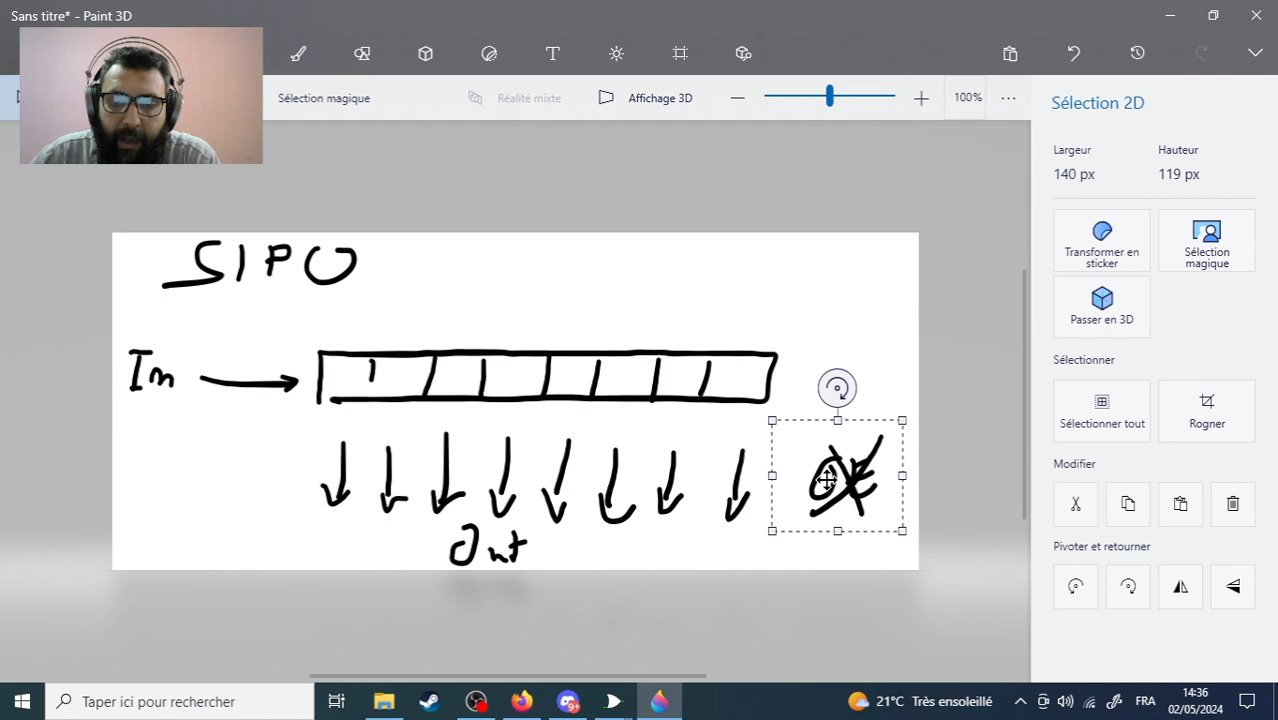 Sans titre* - Paint 3D
Sélection magique
Réalité mixte
Affichage 3D
100%
Sélection 2D
Largeur
Hauteur
140 px
119 px
Transformer en sticker
Sélection magique
Passer en 3D
Sélectionner
Sélectionner tout
Rogner
Modifier
Pivoter et retourner
SIPO
In
Out
Taper ici pour rechercher
9+
21°C Très ensoleillé
FRA
14:36
02/05/2024